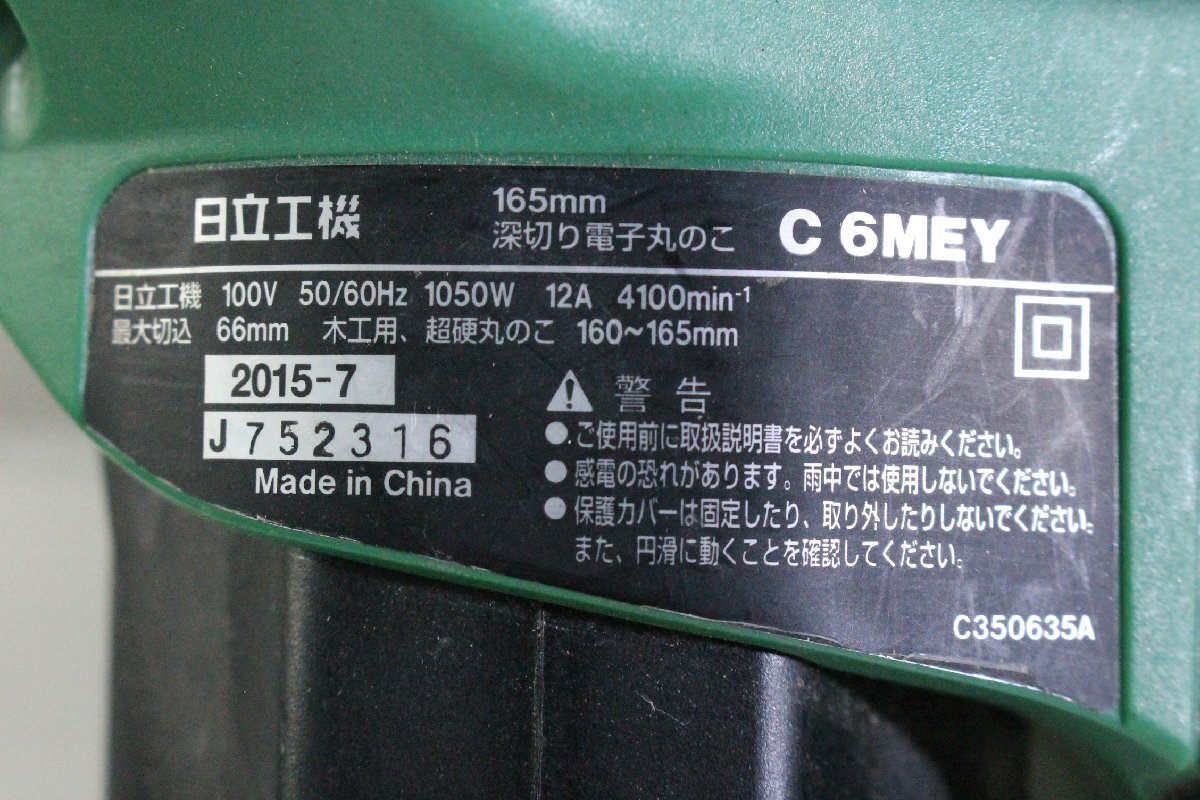 日立工機 165mm 深切り電子丸のこ C 6MEY
日立工機 100V 50/60Hz 1050W 12A 4100min⁻¹
最大切込 66mm 木工用、超硬丸のこ 160~165mm
2015-7
J752316
Made in China
⚠ 警告
●ご使用前に取扱説明書を必ずよくお読みください。
●感電の恐れがあります。雨中では使用しないでください。
●保護カバーは固定したり、取り外したりしないでください。
また、円滑に動くことを確認してください。
C350635A